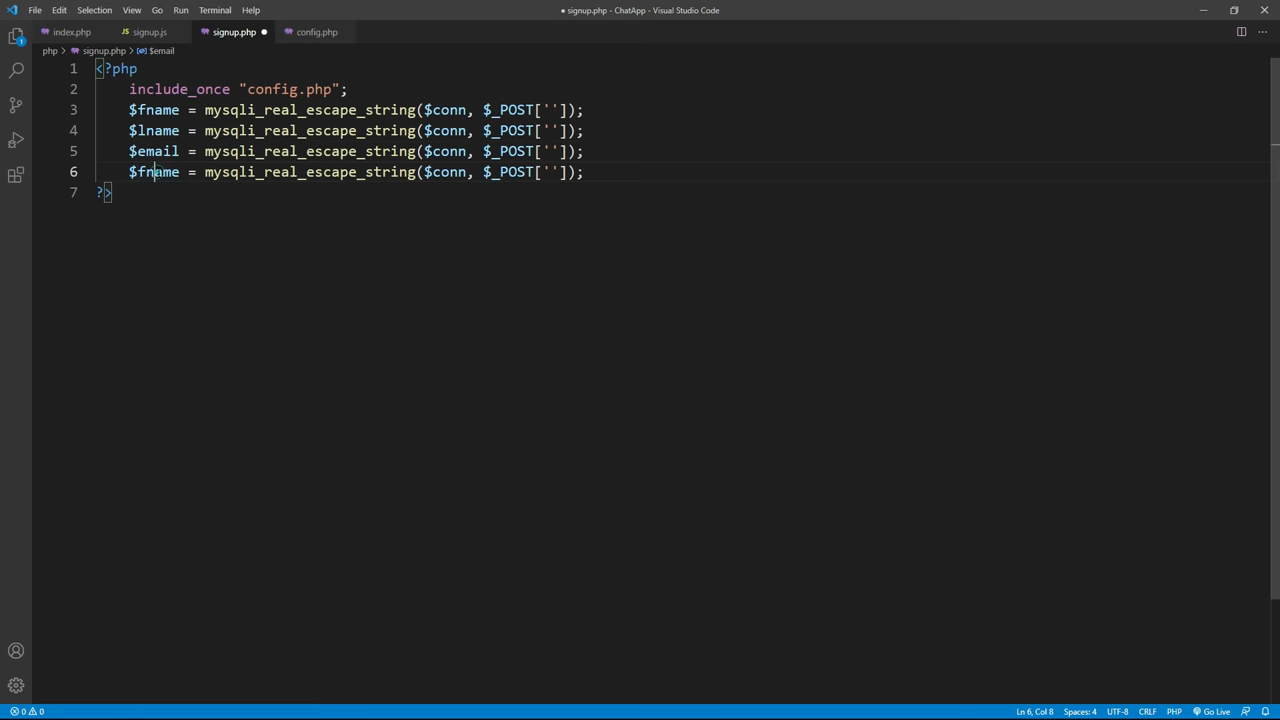 File Edit Selection View Go Run Terminal Help
● signup.php - ChatApp - Visual Studio Code
1
index.php
signup.js
signup.php ●
config.php
php > signup.php > $email
1 <?php
2 include_once "config.php";
3 $fname = mysqli_real_escape_string($conn, $_POST['']);
4 $lname = mysqli_real_escape_string($conn, $_POST['']);
5 $email = mysqli_real_escape_string($conn, $_POST['']);
6 $fname = mysqli_real_escape_string($conn, $_POST['']);
7 ?>
0 0
Ln 6, Col 8 Spaces: 4 UTF-8 CRLF PHP Go Live